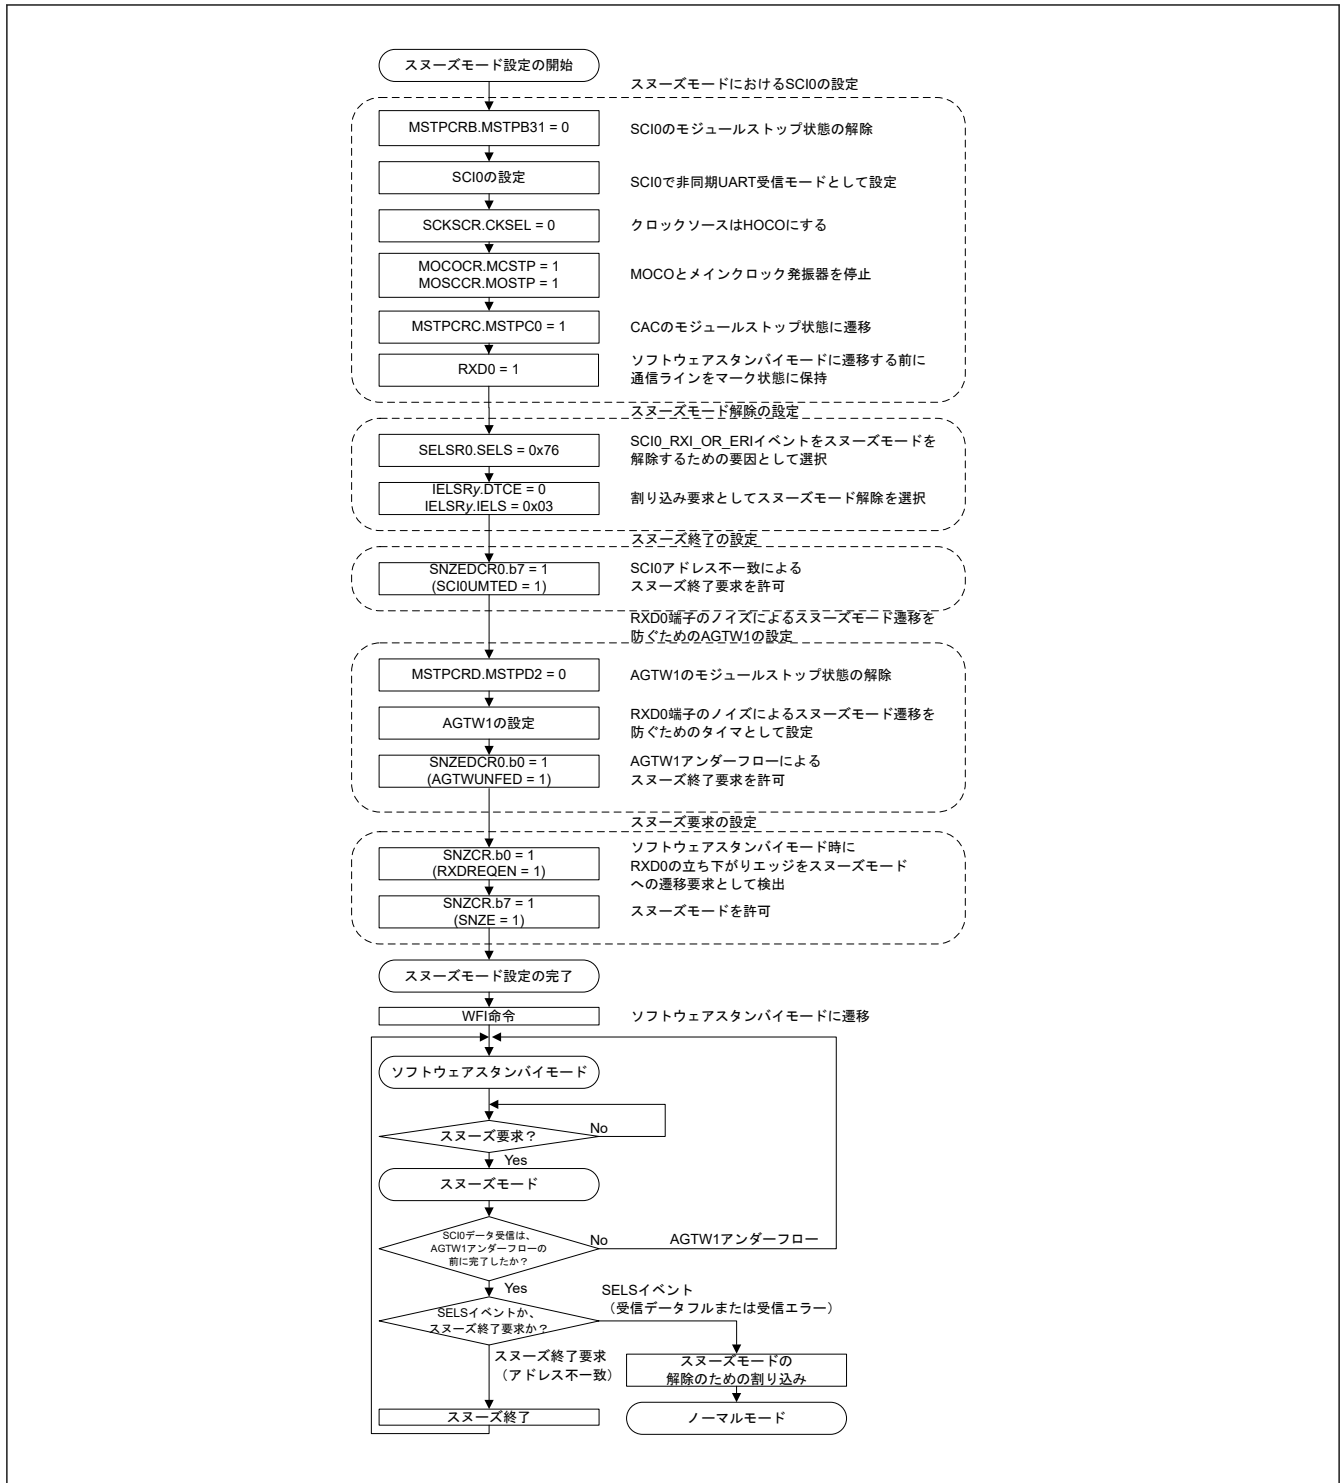 スヌーズモード設定の開始
スヌーズモードにおけるSCI0の設定
MSTPCRB.MSTPB31 = 0
SCI0のモジュールストップ状態の解除
SCI0の設定
SCI0で非同期UART受信モードとして設定
SCKSCR.CKSEL = 0
クロックソースはHOCOにする
MOCOCR.MCSTP = 1
MOSCCR.MOSTP = 1
MOCOとメインクロック発振器を停止
MSTPCRC.MSTPC0 = 1
CACのモジュールストップ状態に遷移
RXD0 = 1
ソフトウェアスタンバイモードに遷移する前に
通信ラインをマーク状態に保持
スヌーズモード解除の設定
SELSR0.SELS = 0x76
SCI0_RXI_OR_ERIイベントをスヌーズモードを
解除するための要因として選択
IELSRy.DTCE = 0
IELSRy.IELS = 0x03
割り込み要求としてスヌーズモード解除を選択
スヌーズ終了の設定
SNZEDCR0.b7 = 1
(SCI0UMTED = 1)
SCI0アドレス不一致による
スヌーズ終了要求を許可
RXD0端子のノイズによるスヌーズモード遷移を
防ぐためのAGTW1の設定
MSTPCRD.MSTPD2 = 0
AGTW1のモジュールストップ状態の解除
AGTW1の設定
RXD0端子のノイズによるスヌーズモード遷移を
防ぐためのタイマとして設定
SNZEDCR0.b0 = 1
(AGTWUNFED = 1)
AGTW1アンダーフローによる
スヌーズ終了要求を許可
スヌーズ要求の設定
SNZCR.b0 = 1
(RXDREQEN = 1)
ソフトウェアスタンバイモード時に
RXD0の立ち下がりエッジをスヌーズモード
への遷移要求として検出
SNZCR.b7 = 1
(SNZE = 1)
スヌーズモードを許可
スヌーズモード設定の完了
WFI命令
ソフトウェアスタンバイモードに遷移
ソフトウェアスタンバイモード
スヌーズ要求？
No
Yes
スヌーズモード
SCI0データ受信は、
AGTW1アンダーフローの
前に完了したか？
No
AGTW1アンダーフロー
Yes
SELSイベントか、
スヌーズ終了要求か？
SELSイベント
（受信データフルまたは受信エラー）
スヌーズ終了要求
（アドレス不一致）
スヌーズモードの
解除のための割り込み
スヌーズ終了
ノーマルモード